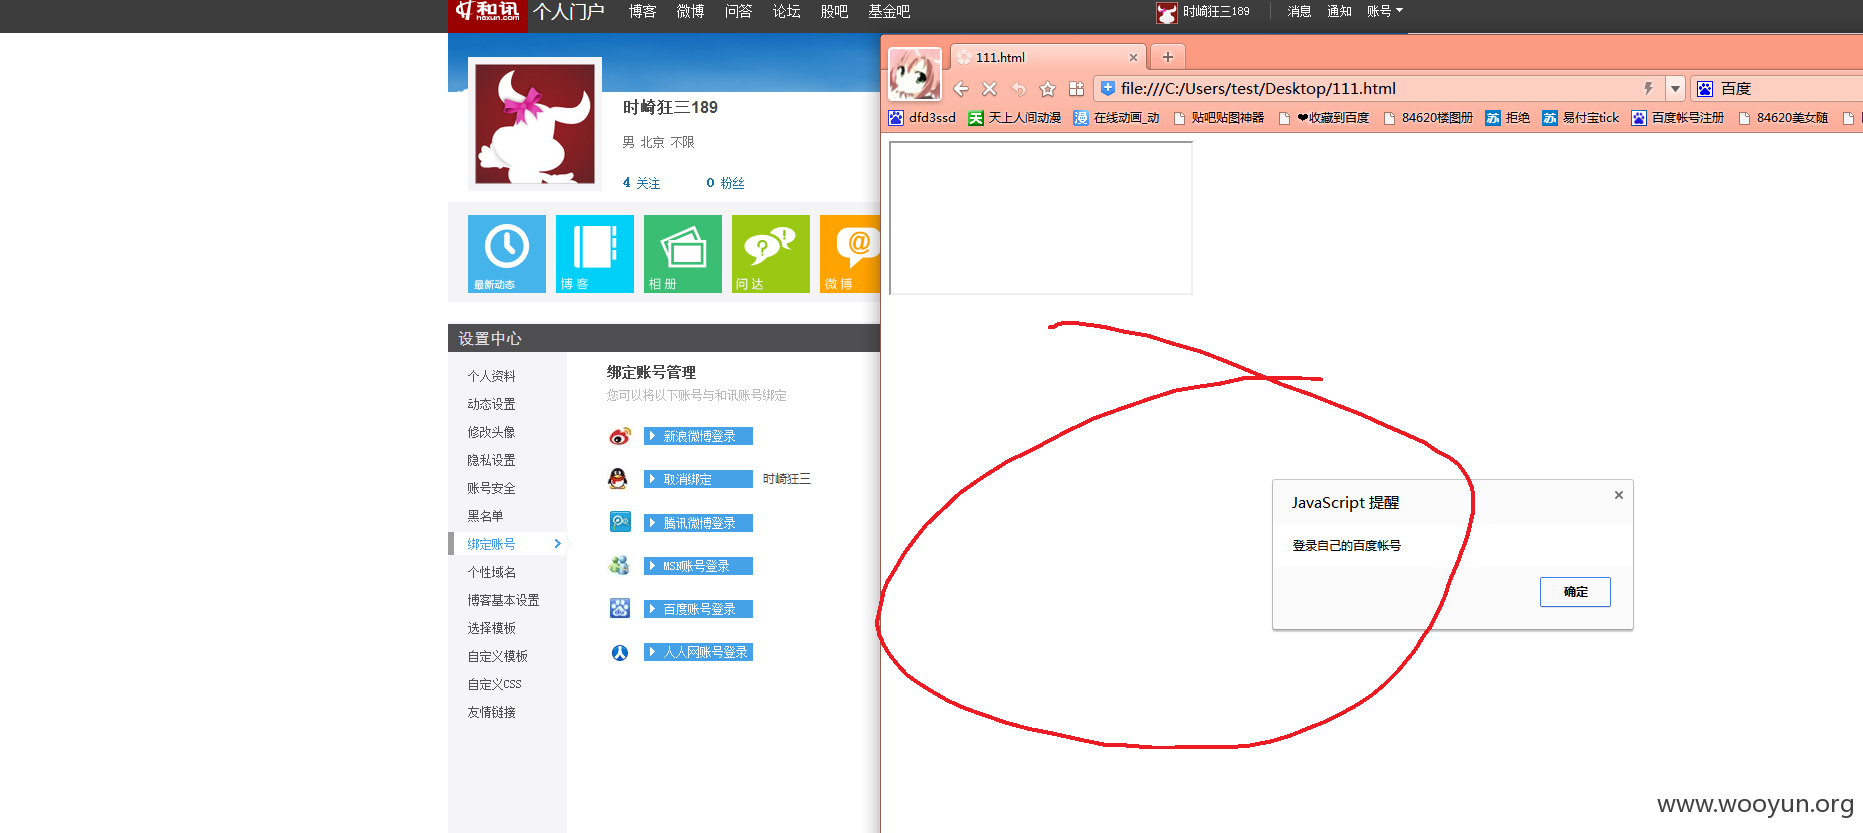 和讯 hexun.com 个人门户 博客 微博 问答 论坛 股吧 基金吧 时崎狂三189 消息 通知 账号
时崎狂三189
男 北京 不限
4 关注 0 粉丝
最新动态 博客 相册 问达 微博
设置中心
个人资料
动态设置
修改头像
隐私设置
账号安全
黑名单
绑定账号
个性域名
博客基本设置
选择模板
自定义模板
自定义CSS
友情链接
绑定账号管理
您可以将以下账号与和讯账号绑定
新浪微博登录
取消绑定 时崎狂三
腾讯微博登录
MSN账号登录
百度账号登录
人人网账号登录
111.html
file:///C:/Users/test/Desktop/111.html 百度
dfd3ssd 天上人间动漫 在线动画_动 贴吧贴图神器 ❤收藏到百度 84620楼图册 拒绝 易付宝tick 百度帐号注册 84620美女随
JavaScript 提醒
登录自己的百度帐号
确定
www.wooyun.org